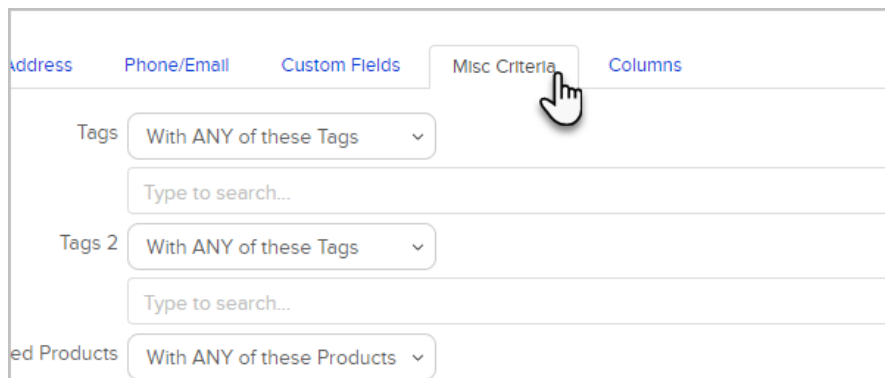 Address Phone/Email Custom Fields Misc Criteria Columns
Tags With ANY of these Tags
Type to search...
Tags 2 With ANY of these Tags
Type to search...
ed Products With ANY of these Products